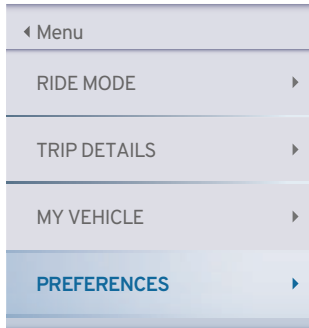 Menu
RIDE MODE
TRIP DETAILS
MY VEHICLE
PREFERENCES